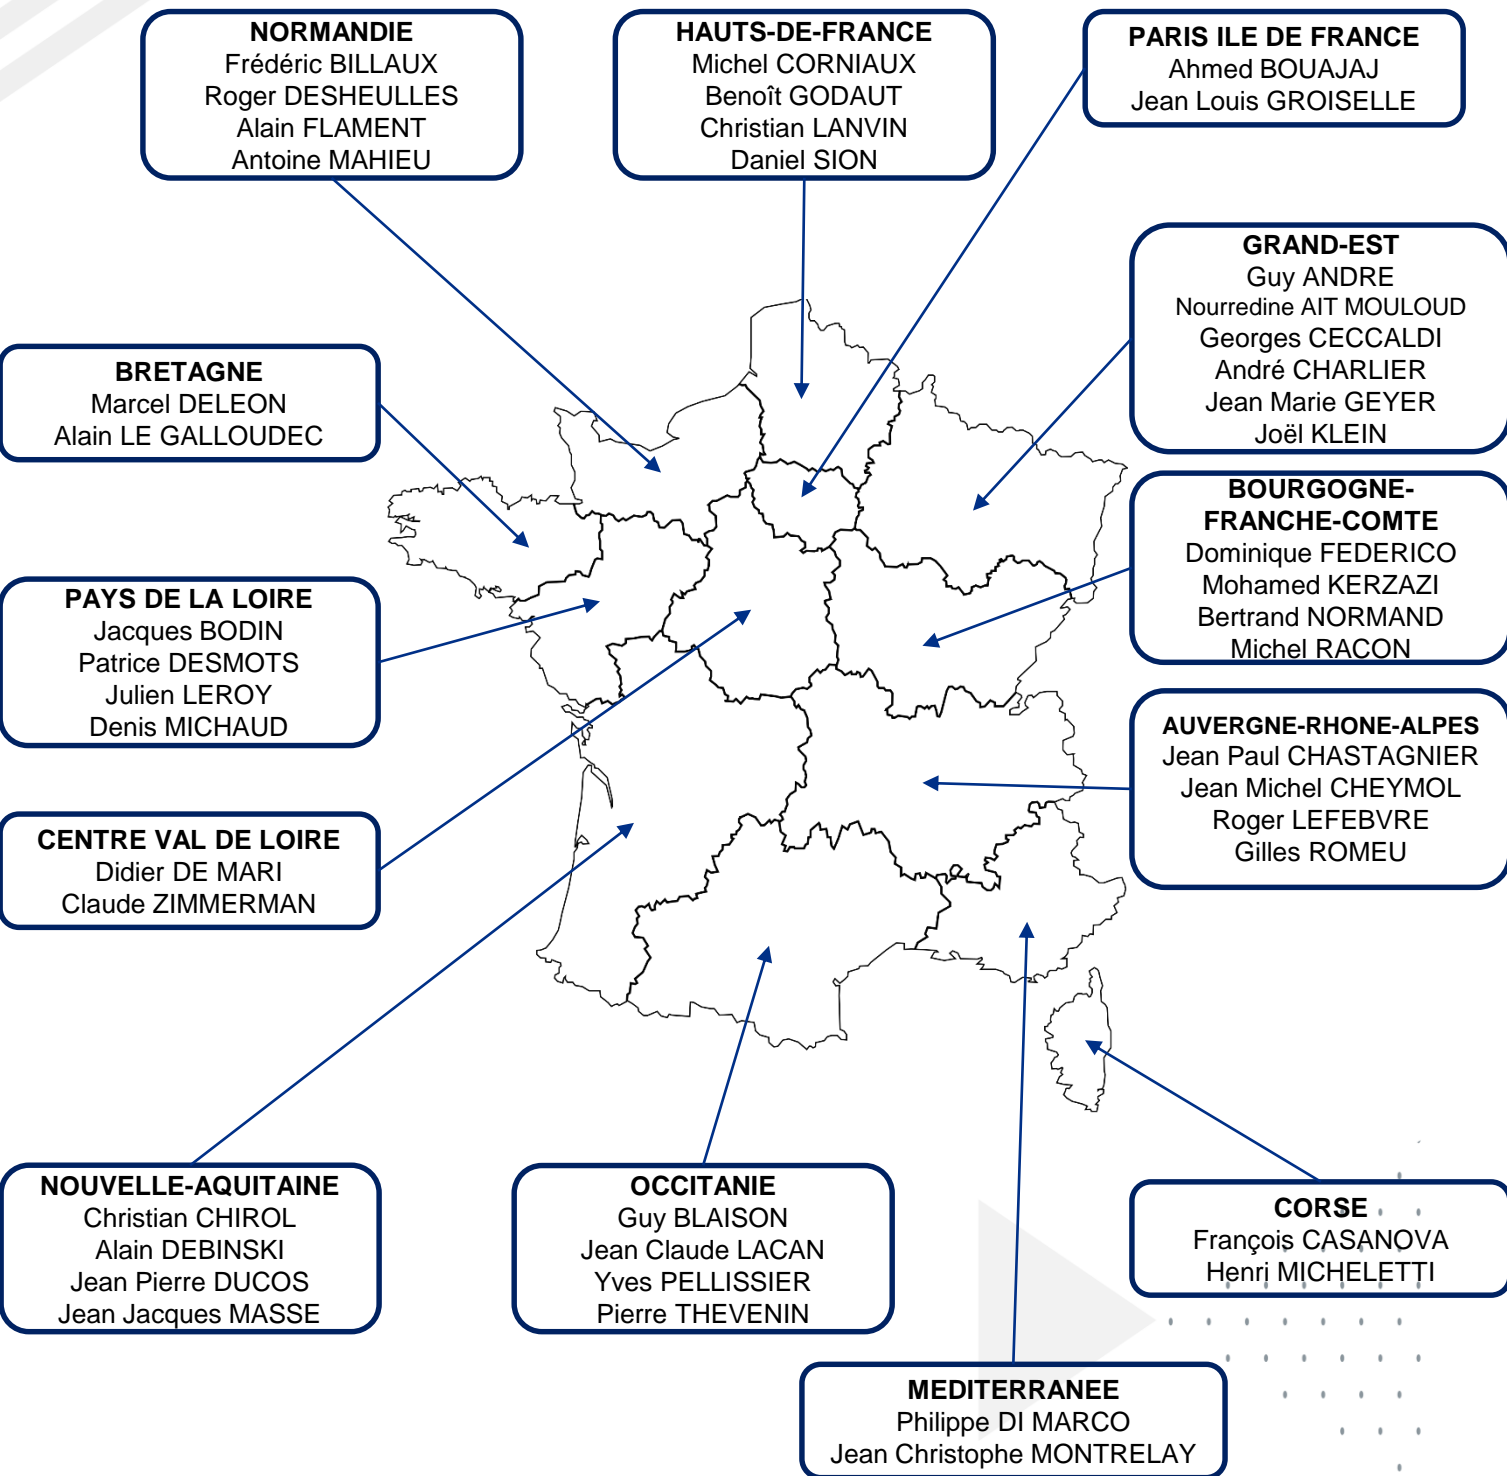 NORMANDIE
Frédéric BILLAUX
Roger DESHEULLES
Alain FLAMENT
Antoine MAHIEU
HAUTS-DE-FRANCE
Michel CORNIAUX
Benoît GODAUT
Christian LANVIN
Daniel SION
PARIS ILE DE FRANCE
Ahmed BOUAJAJ
Jean Louis GROISELLE
GRAND-EST
Guy ANDRE
Nourredine AIT MOULOUD
Georges CECCALDI
André CHARLIER
Jean Marie GEYER
Joël KLEIN
BRETAGNE
Marcel DELEON
Alain LE GALLOUDEC
BOURGOGNE-
FRANCHE-COMTE
Dominique FEDERICO
Mohamed KERZAZI
Bertrand NORMAND
Michel RACON
PAYS DE LA LOIRE
Jacques BODIN
Patrice DESMOTS
Julien LEROY
Denis MICHAUD
AUVERGNE-RHONE-ALPES
Jean Paul CHASTAGNIER
Jean Michel CHEYMOL
Roger LEFEBVRE
Gilles ROMEU
CENTRE VAL DE LOIRE
Didier DE MARI
Claude ZIMMERMAN
NOUVELLE-AQUITAINE
Christian CHIROL
Alain DEBINSKI
Jean Pierre DUCOS
Jean Jacques MASSE
OCCITANIE
Guy BLAISON
Jean Claude LACAN
Yves PELLISSIER
Pierre THEVENIN
CORSE
François CASANOVA
Henri MICHELETTI
MEDITERRANEE
Philippe DI MARCO
Jean Christophe MONTRELAY